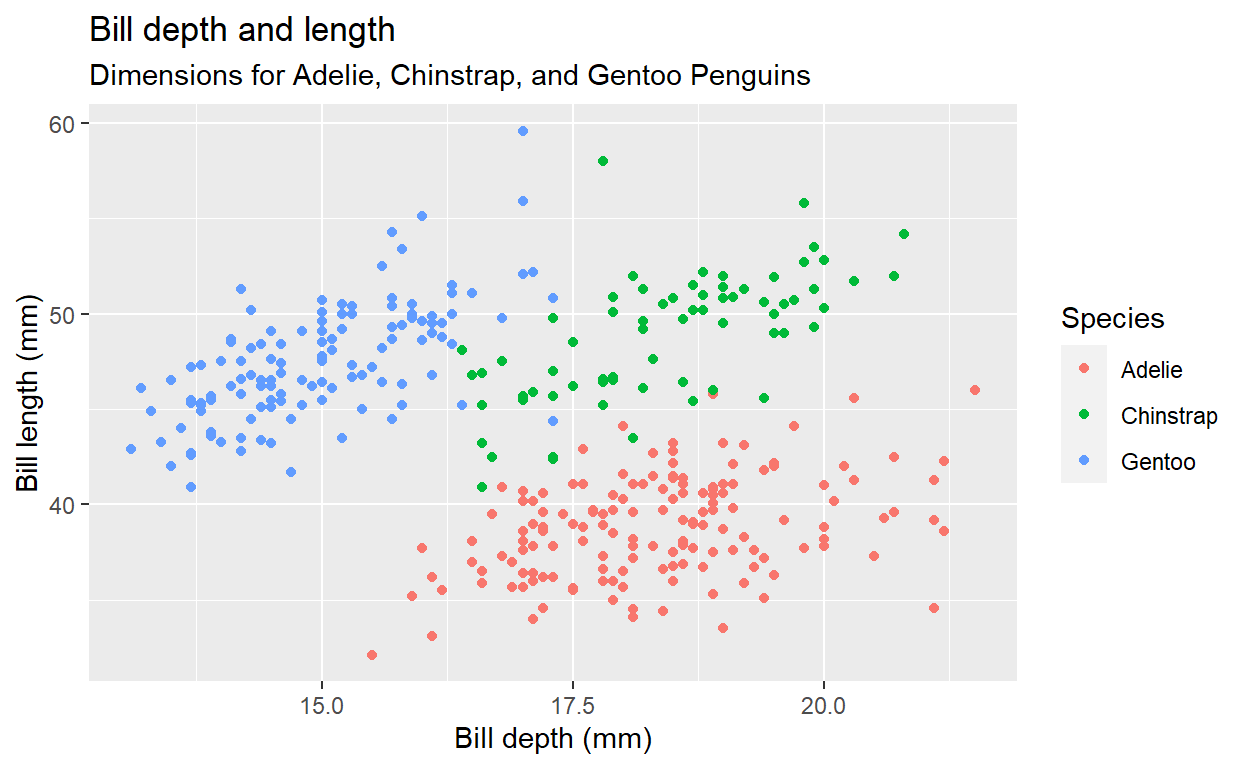 Bill depth and length
Dimensions for Adelie, Chinstrap, and Gentoo Penguins
60
50
40
Bill length (mm)
15.0
17.5
20.0
Bill depth (mm)
Species
Adelie
Chinstrap
Gentoo